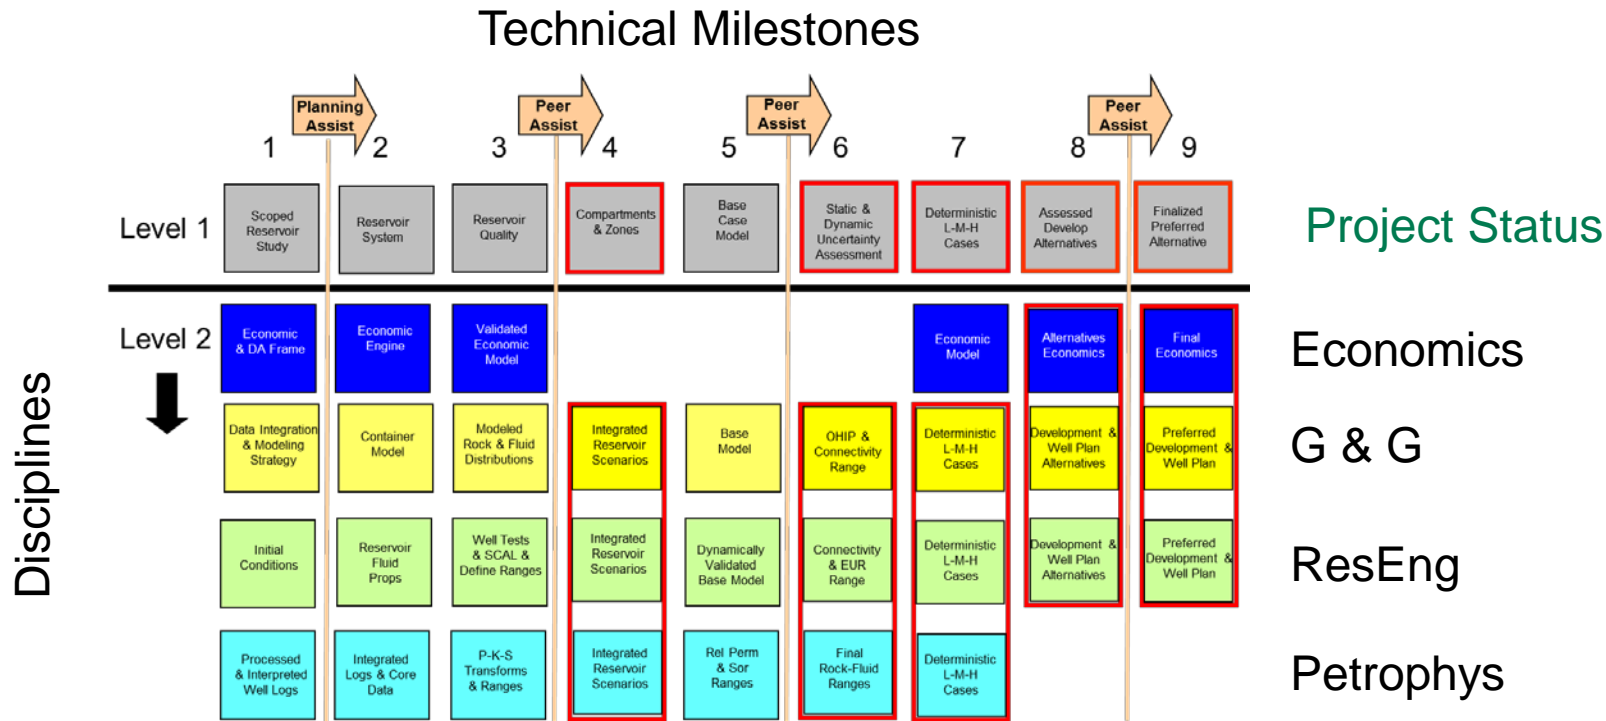 Technical Milestones
Planning
Assist
Peer
Assist
Peer
Assist
Peer
Assist
1
2
3
4
5
6
7
8
9
Level 1
Scoped
Reservoir
Study
Reservoir
System
Reservoir
Quality
Compartments
& Zones
Base
Case
Model
Static &
Dynamic
Uncertainty
Assessment
Deterministic
L-M-H
Cases
Assessed
Develop
Alternatives
Finalized
Preferred
Alternative
Project Status
Level 2
Economic
& DA Frame
Economic
Engine
Validated
Economic
Model
Economic
Model
Alternatives
Economics
Final
Economics
Economics
Disciplines
Data Integration
& Modeling
Strategy
Container
Model
Modeled
Rock & Fluid
Distributions
Integrated
Reservoir
Scenarios
Base
Model
OHIP &
Connectivity
Range
Deterministic
L-M-H
Cases
Development &
Well Plan
Alternatives
Preferred
Development &
Well Plan
G & G
Initial
Conditions
Reservoir
Fluid
Props
Well Tests
& SCAL &
Define Ranges
Integrated
Reservoir
Scenarios
Dynamically
Validated
Base Model
Connectivity
& EUR
Range
Deterministic
L-M-H
Cases
Development &
Well Plan
Alternatives
Preferred
Development &
Well Plan
ResEng
Processed
& Interpreted
Well Logs
Integrated
Logs & Core
Data
P-K-S
Transforms
& Ranges
Integrated
Reservoir
Scenarios
Rel Perm
& Sor
Ranges
Final
Rock-Fluid
Ranges
Deterministic
L-M-H
Cases
Petrophys